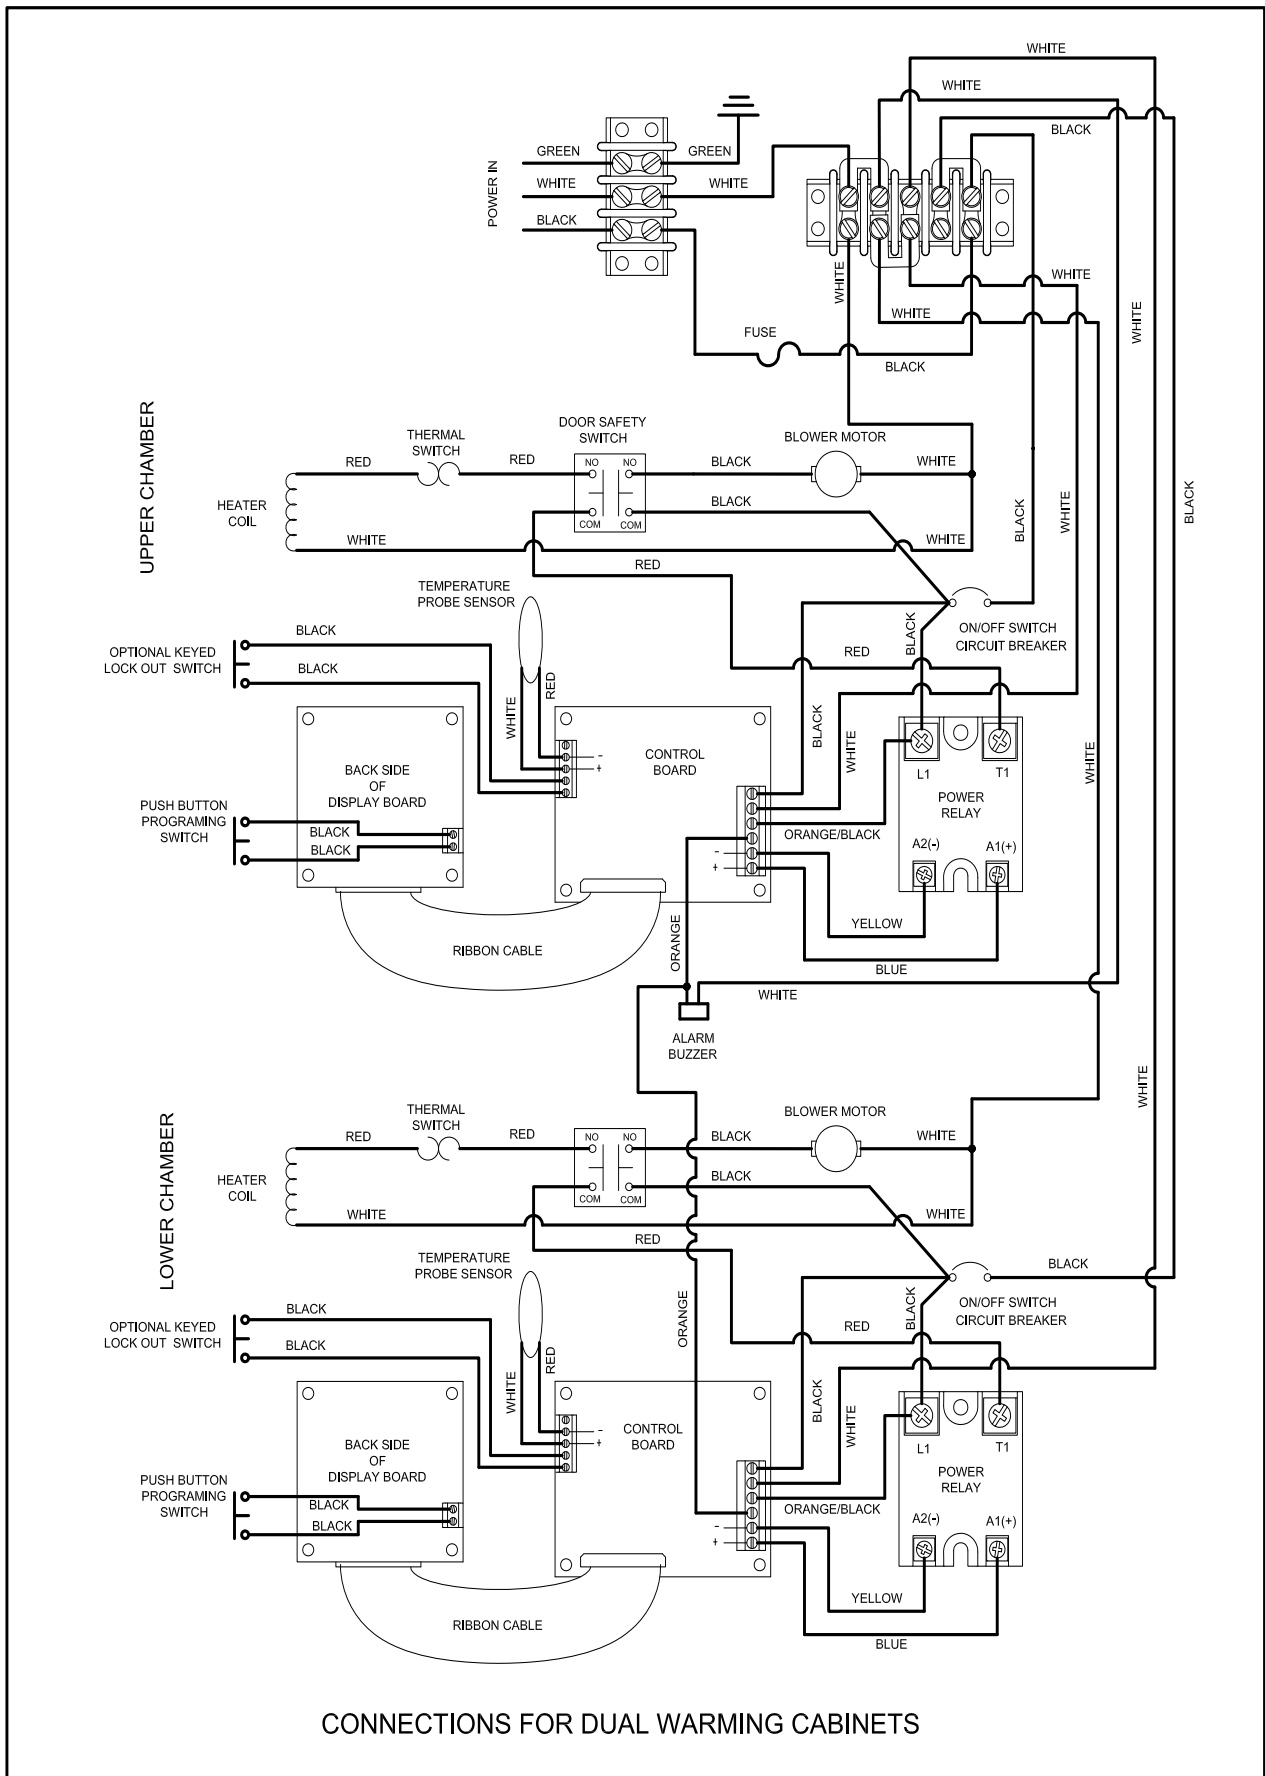 WHITE
WHITE
BLACK
POWER IN
GREEN
GREEN
WHITE
WHITE
BLACK
WHITE
WHITE
WHITE
WHITE
WHITE
FUSE
BLACK
UPPER CHAMBER
THERMAL
SWITCH
DOOR SAFETY
SWITCH
BLOWER MOTOR
RED
RED
NO
NO
BLACK
WHITE
HEATER
COIL
BLACK
COM
COM
BLACK
WHITE
BLACK
WHITE
WHITE
RED
TEMPERATURE
PROBE SENSOR
BLACK
ON/OFF SWITCH
CIRCUIT BREAKER
OPTIONAL KEYED
LOCK OUT SWITCH
BLACK
BLACK
RED
WHITE
RED
BLACK
WHITE
WHITE
BACK SIDE
OF
DISPLAY BOARD
CONTROL
BOARD
-
+
L1
T1
POWER
RELAY
PUSH BUTTON
PROGRAMING
SWITCH
BLACK
BLACK
ORANGE/BLACK
A2(-)
A1(+)
-
+
RIBBON CABLE
ORANGE
YELLOW
BLUE
WHITE
ALARM
BUZZER
WHITE
LOWER CHAMBER
THERMAL
SWITCH
BLOWER MOTOR
RED
RED
NO
NO
BLACK
WHITE
HEATER
COIL
BLACK
COM
COM
WHITE
WHITE
RED
TEMPERATURE
PROBE SENSOR
BLACK
BLACK
ON/OFF SWITCH
CIRCUIT BREAKER
ORANGE
OPTIONAL KEYED
LOCK OUT SWITCH
BLACK
BLACK
RED
WHITE
RED
BLACK
WHITE
BACK SIDE
OF
DISPLAY BOARD
CONTROL
BOARD
-
+
L1
T1
POWER
RELAY
PUSH BUTTON
PROGRAMING
SWITCH
BLACK
BLACK
ORANGE/BLACK
A2(-)
A1(+)
-
+
RIBBON CABLE
YELLOW
BLUE
CONNECTIONS FOR DUAL WARMING CABINETS